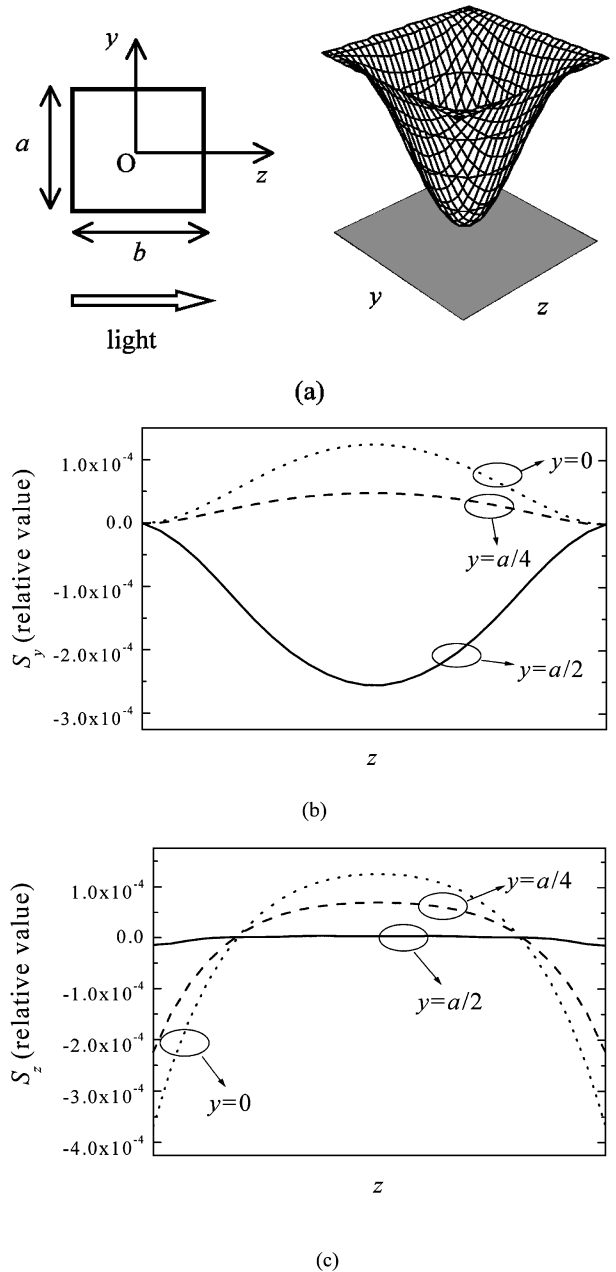 y
a
O
z
b
light
y
z
(a)
1.0x10⁻⁴
0.0
-1.0x10⁻⁴
-2.0x10⁻⁴
-3.0x10⁻⁴
S_y (relative value)
y=0
y=a/4
y=a/2
z
(b)
1.0x10⁻⁴
0.0
-1.0x10⁻⁴
-2.0x10⁻⁴
-3.0x10⁻⁴
-4.0x10⁻⁴
S_z (relative value)
y=a/4
y=a/2
y=0
z
(c)